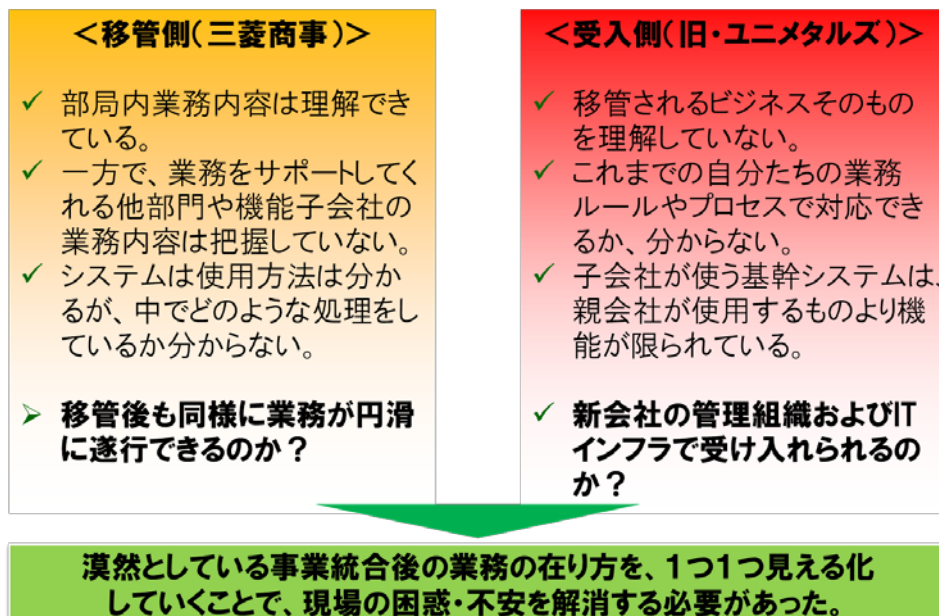 ＜移管側（三菱商事）＞
部局内業務内容は理解でき
ている。
一方で、業務をサポートしてく
れる他部門や機能子会社の
業務内容は把握していない。
システムは使用方法は分か
るが、中でどのような処理をし
ているか分からない。
移管後も同様に業務が円滑
に遂行できるのか？
＜受入側（旧・ユニメタルズ）＞
移管されるビジネスそのもの
を理解していない。
これまでの自分たちの業務
ルールやプロセスで対応でき
るか、分からない。
子会社が使う基幹システムは、
親会社が使用するものより機
能が限られている。
新会社の管理組織およびIT
インフラで受け入れられるの
か？
漠然としている事業統合後の業務の在り方を、１つ１つ見える化
していくことで、現場の困惑・不安を解消する必要があった。